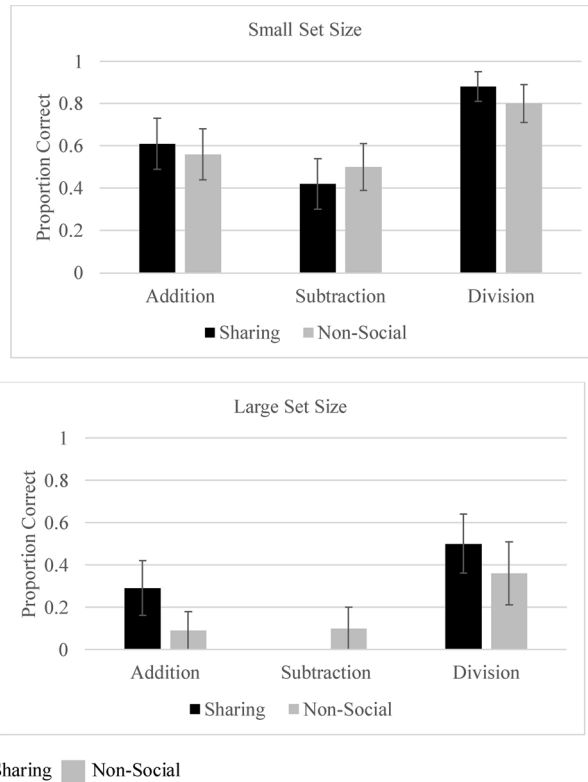 Small Set Size
Proportion Correct
1
0.8
0.6
0.4
0.2
0
Addition Subtraction Division
Sharing Non-Social
Large Set Size
Proportion Correct
1
0.8
0.6
0.4
0.2
0
Addition Subtraction Division
Sharing Non-Social
haring Non-Social